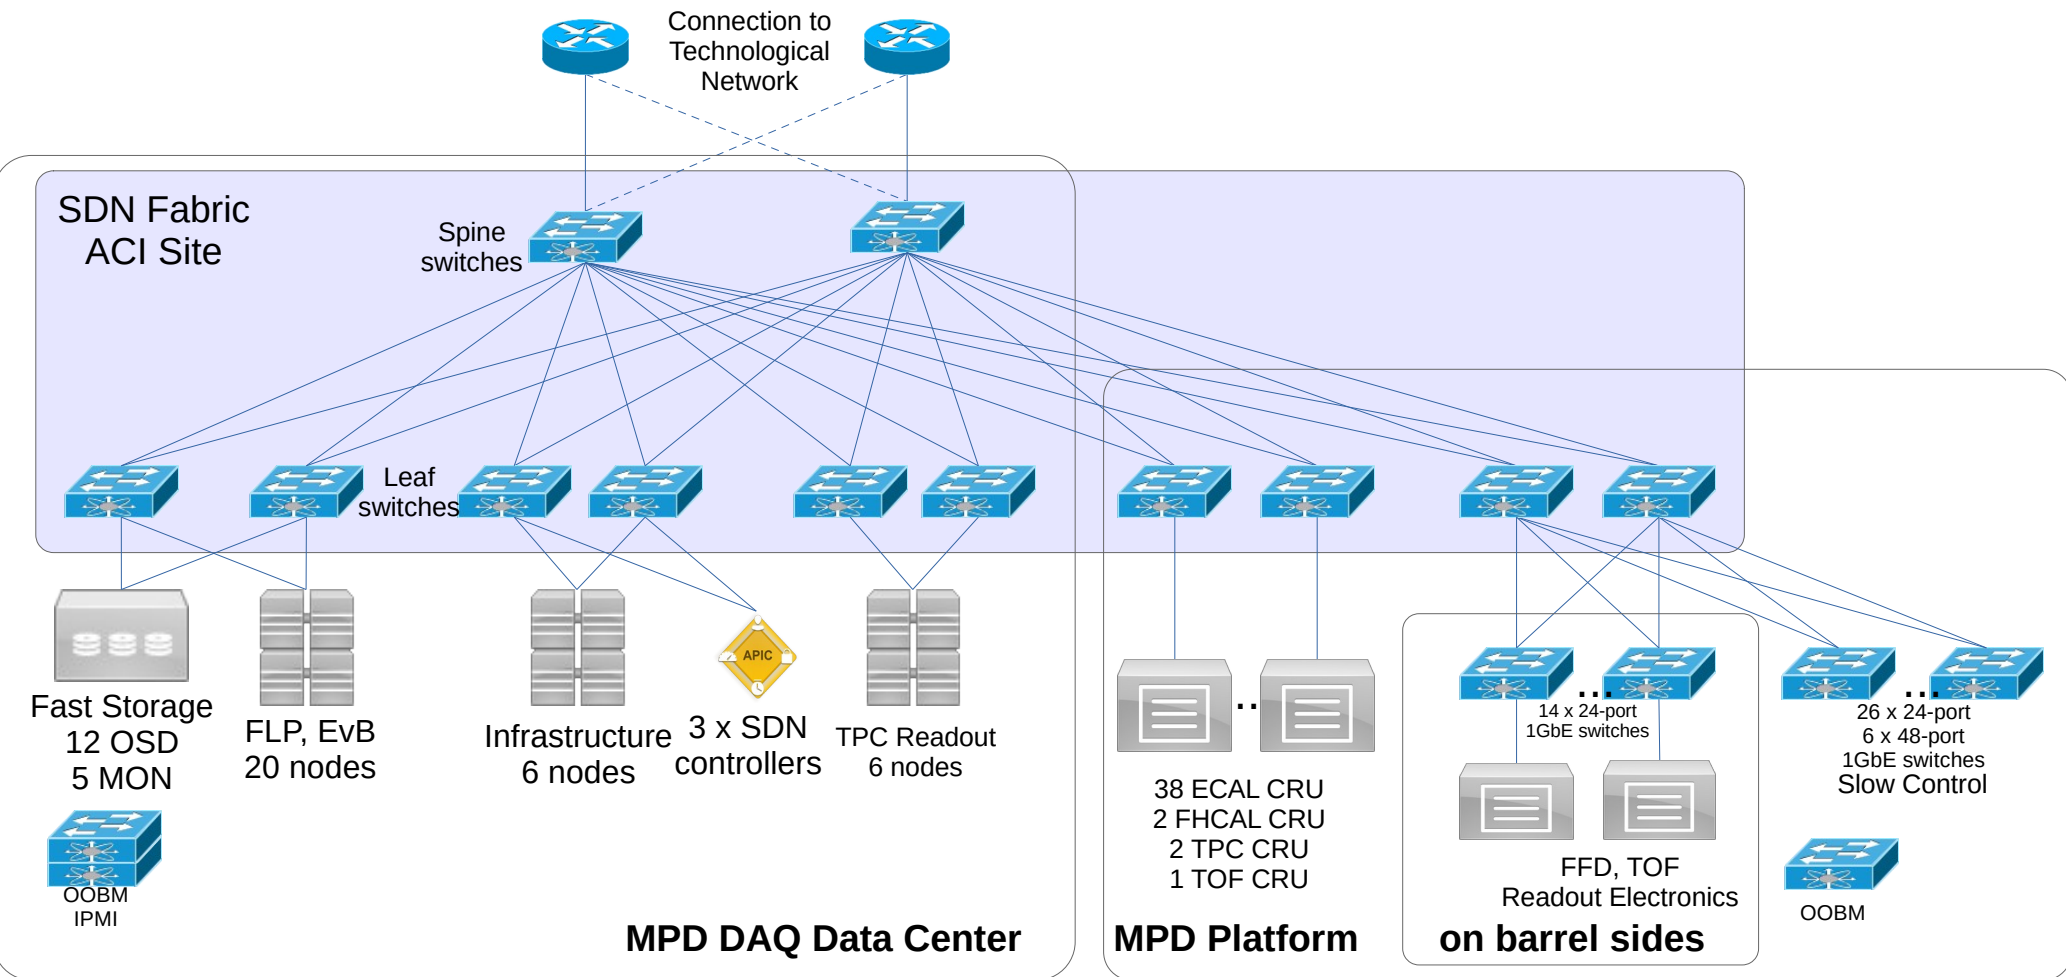 Connection to
Technological
Network
SDN Fabric
ACI Site
Spine
switches
Leaf
switches
Fast Storage
12 OSD
5 MON
FLP, EvB
20 nodes
Infrastructure
6 nodes
APIC
3 x SDN
controllers
TPC Readout
6 nodes
..
38 ECAL CRU
2 FHCAL CRU
2 TPC CRU
1 TOF CRU
...
14 x 24-port
1GbE switches
FFD, TOF
Readout Electronics
...
26 x 24-port
6 x 48-port
1GbE switches
Slow Control
OOBM
IPMI
OOBM
MPD DAQ Data Center
MPD Platform
on barrel sides